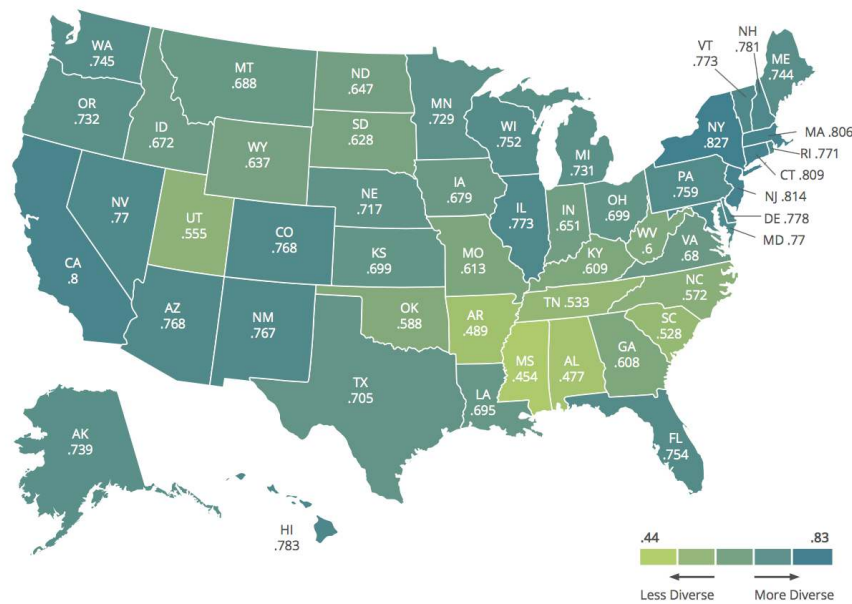 WA
.745
OR
.732
CA
.8
NV
.77
ID
.672
MT
.688
WY
.637
UT
.555
AZ
.768
CO
.768
NM
.767
ND
.647
SD
.628
NE
.717
KS
.699
OK
.588
TX
.705
MN
.729
IA
.679
MO
.613
AR
.489
LA
.695
WI
.752
IL
.773
MI
.731
IN
.651
OH
.699
KY
.609
TN .533
MS
.454
AL
.477
GA
.608
FL
.754
SC
.528
NC
.572
VA
.68
WV
.6
PA
.759
NY
.827
VT
.773
NH
.781
ME
.744
MA .806
RI .771
CT .809
NJ .814
DE .778
MD .77
AK
.739
HI
.783
.44 .83
Less Diverse More Diverse